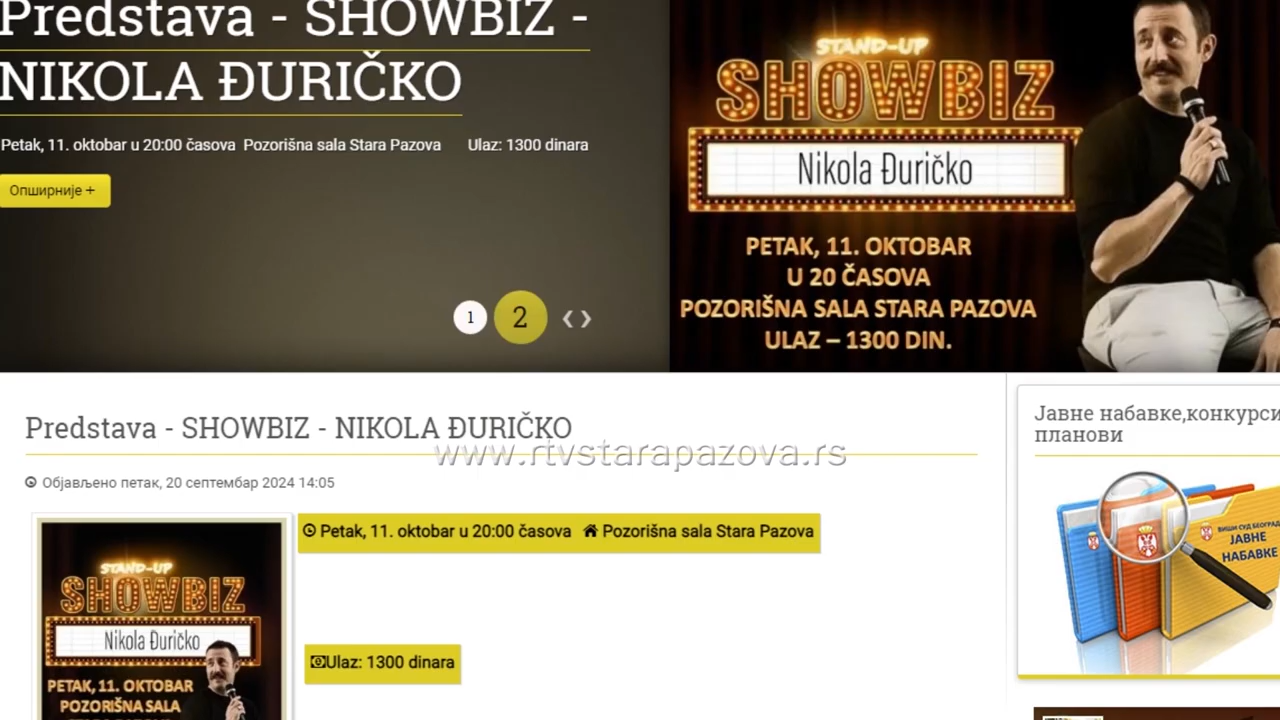 Predstava - SHOWBIZ -
NIKOLA ĐURIČKO
Petak, 11. oktobar u 20:00 časova Pozorišna sala Stara Pazova Ulaz: 1300 dinara
Опширније +
1 2
STAND-UP
SHOWBIZ
Nikola Đuričko
PETAK, 11. OKTOBAR
U 20 ČASOVA
POZORIŠNA SALA STARA PAZOVA
ULAZ – 1300 DIN.
Predstava - SHOWBIZ - NIKOLA ĐURIČKO
www.rtvstarapazova.rs
Објављено петак, 20 септембар 2024 14:05
Petak, 11. oktobar u 20:00 časova Pozorišna sala Stara Pazova
Ulaz: 1300 dinara
STAND-UP
SHOWBIZ
Nikola Đuričko
PETAK, 11. OKTOBAR
POZORIŠNA SALA
Јавне набавке,конкурси
планови
ВИШИ СУД БЕОГРАД
ЈАВНЕ
НАБАВКЕ